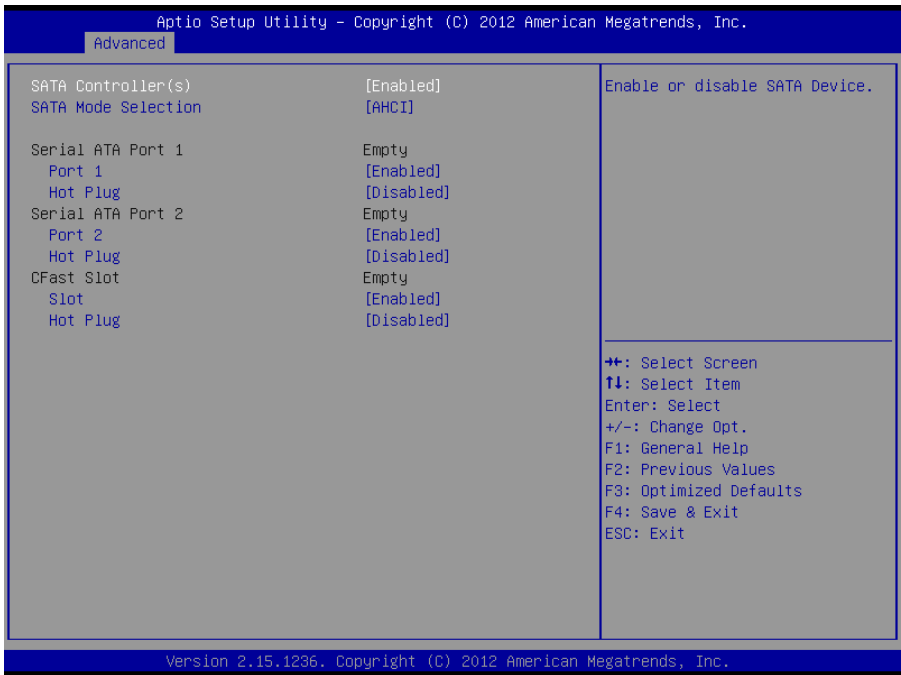 Aptio Setup Utility – Copyright (C) 2012 American Megatrends, Inc.
Advanced
SATA Controller(s) [Enabled]
SATA Mode Selection [AHCI]
Serial ATA Port 1 Empty
Port 1 [Enabled]
Hot Plug [Disabled]
Serial ATA Port 2 Empty
Port 2 [Enabled]
Hot Plug [Disabled]
CFast Slot Empty
Slot [Enabled]
Hot Plug [Disabled]
Enable or disable SATA Device.
→←: Select Screen
↑↓: Select Item
Enter: Select
+/-: Change Opt.
F1: General Help
F2: Previous Values
F3: Optimized Defaults
F4: Save & Exit
ESC: Exit
Version 2.15.1236. Copyright (C) 2012 American Megatrends, Inc.